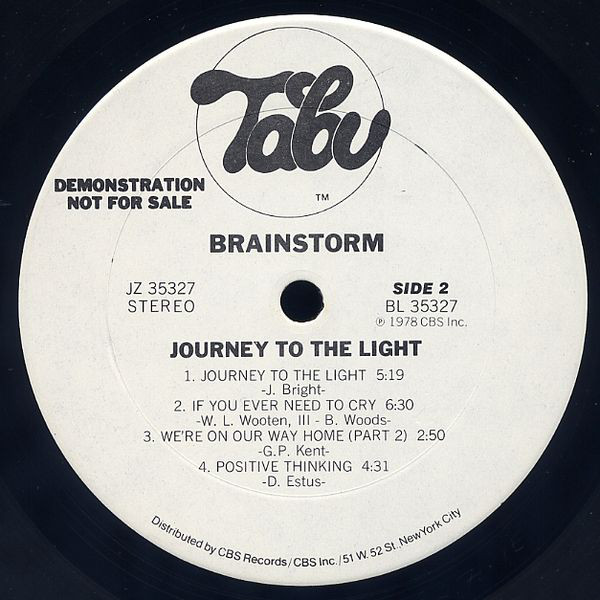 Tabu
TM
DEMONSTRATION
NOT FOR SALE
BRAINSTORM
JZ 35327
STEREO
SIDE 2
BL 35327
℗ 1978 CBS Inc.
JOURNEY TO THE LIGHT
1. JOURNEY TO THE LIGHT 5:19
-J. Bright-
2. IF YOU EVER NEED TO CRY 6:30
-W. L. Wooten, III - B. Woods-
3. WE'RE ON OUR WAY HOME (PART 2) 2:50
-G.P. Kent-
4. POSITIVE THINKING 4:31
-D. Estus-
Distributed by CBS Records/CBS Inc./51 W. 52 St., New York City